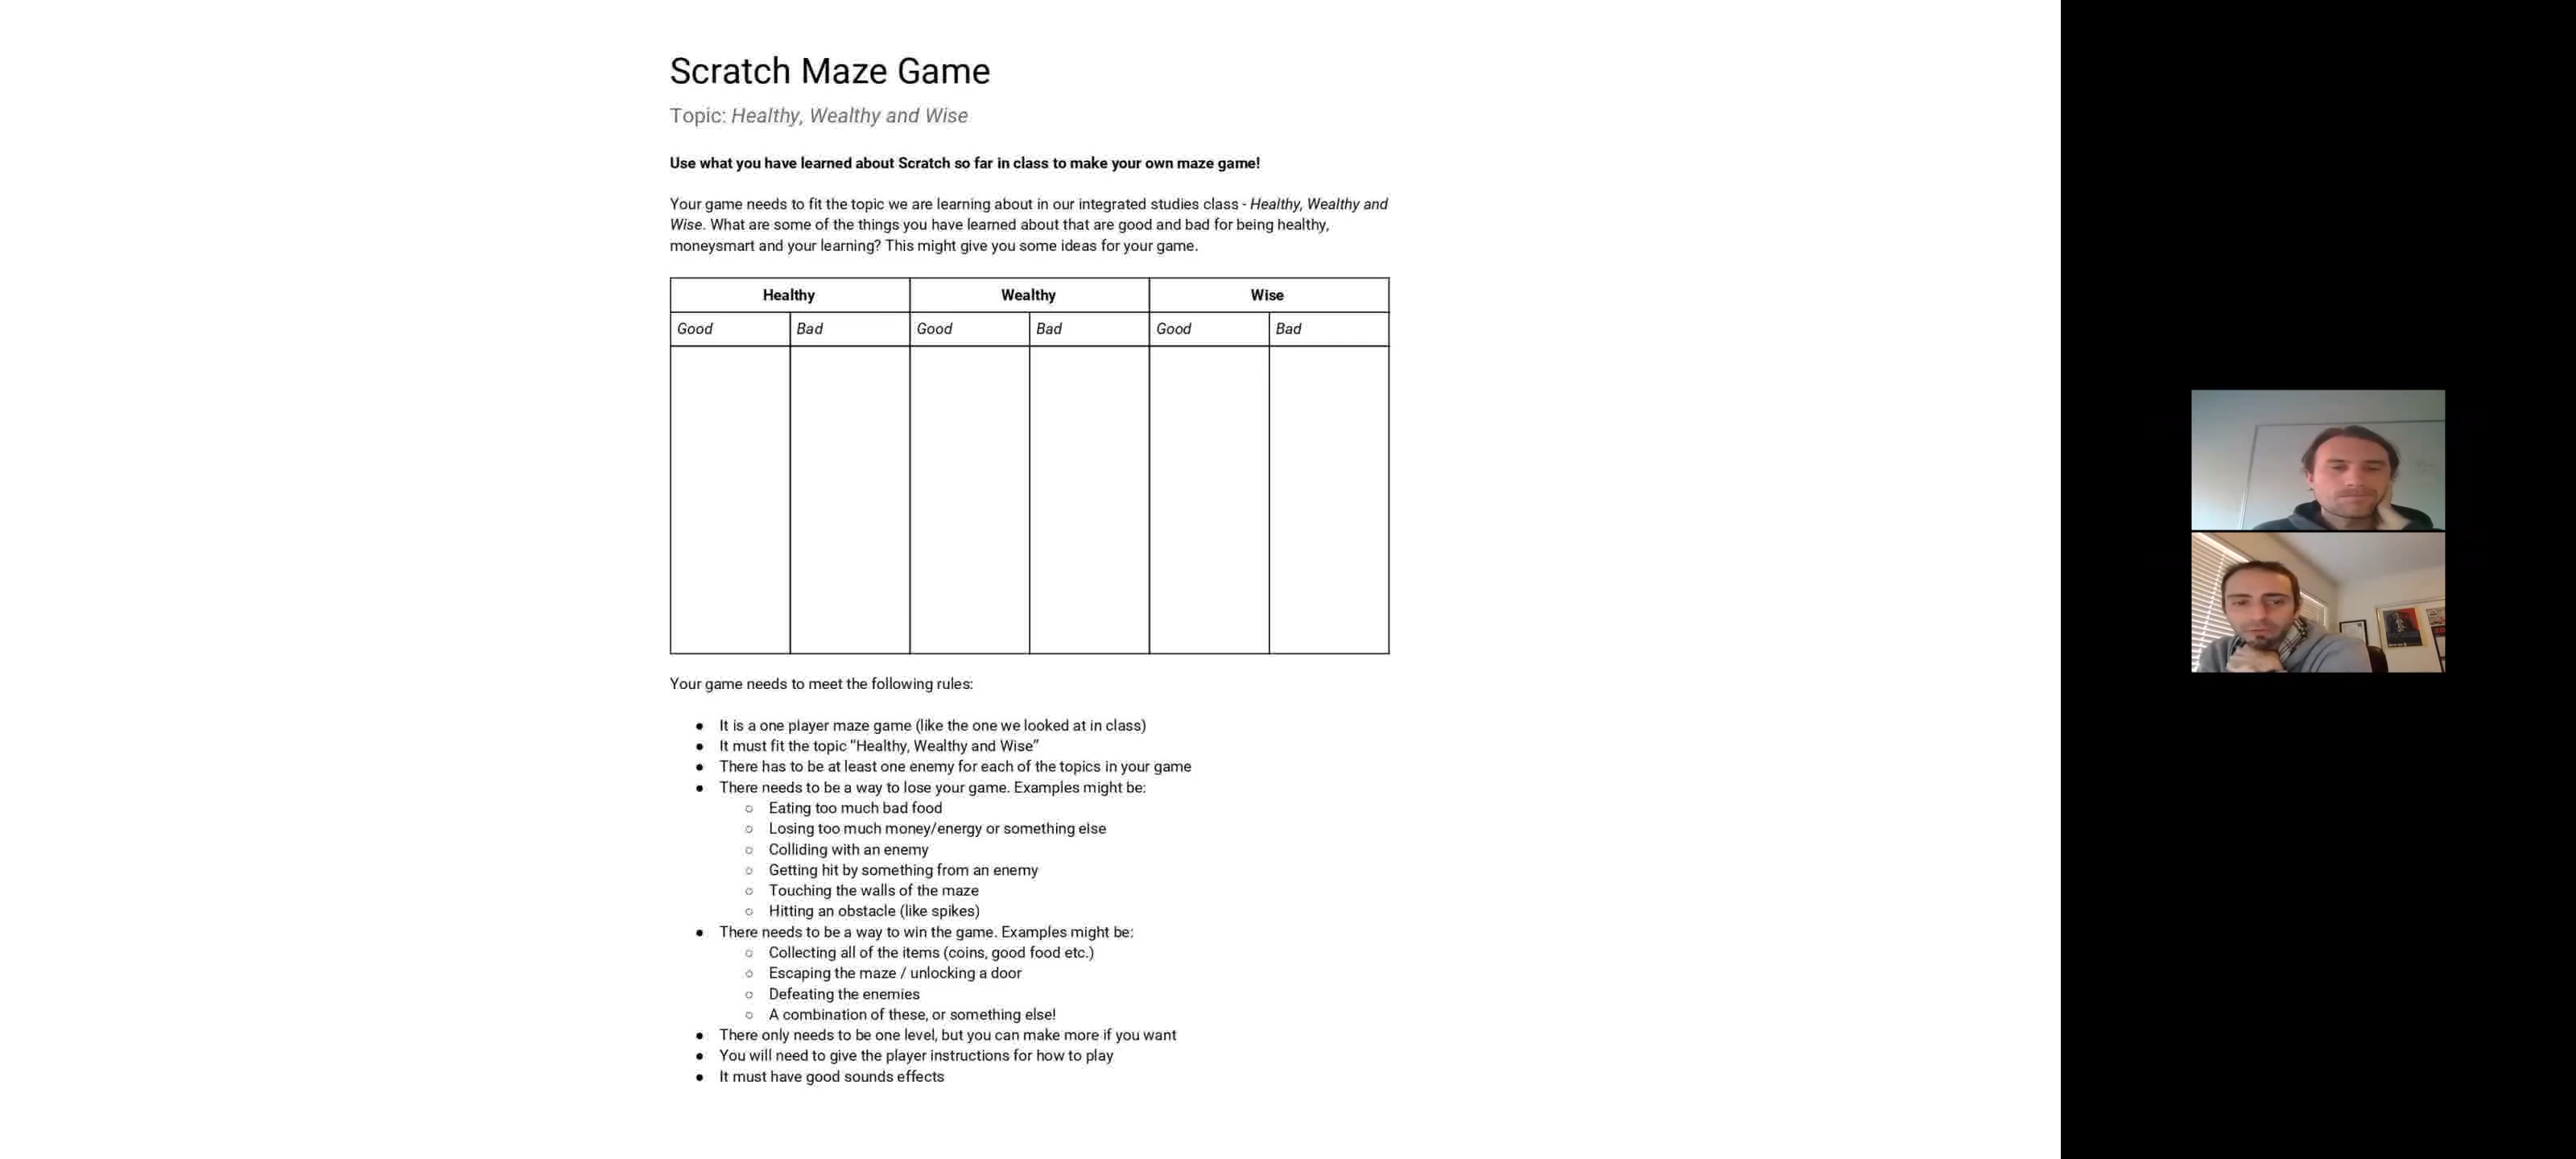 Scratch Maze Game
Topic: Healthy, Wealthy and Wise
Use what you have learned about Scratch so far in class to make your own maze game!
Your game needs to fit the topic we are learning about in our integrated studies class - Healthy, Wealthy and
Wise. What are some of the things you have learned about that are good and bad for being healthy,
moneysmart and your learning? This might give you some ideas for your game.
Healthy Wealthy Wise
Good Bad Good Bad Good Bad
Your game needs to meet the following rules:
● It is a one player maze game (like the one we looked at in class)
● It must fit the topic “Healthy, Wealthy and Wise”
● There has to be at least one enemy for each of the topics in your game
● There needs to be a way to lose your game. Examples might be:
○ Eating too much bad food
○ Losing too much money/energy or something else
○ Colliding with an enemy
○ Getting hit by something from an enemy
○ Touching the walls of the maze
○ Hitting an obstacle (like spikes)
● There needs to be a way to win the game. Examples might be:
○ Collecting all of the items (coins, good food etc.)
○ Escaping the maze / unlocking a door
○ Defeating the enemies
○ A combination of these, or something else!
● There only needs to be one level, but you can make more if you want
● You will need to give the player instructions for how to play
● It must have good sounds effects